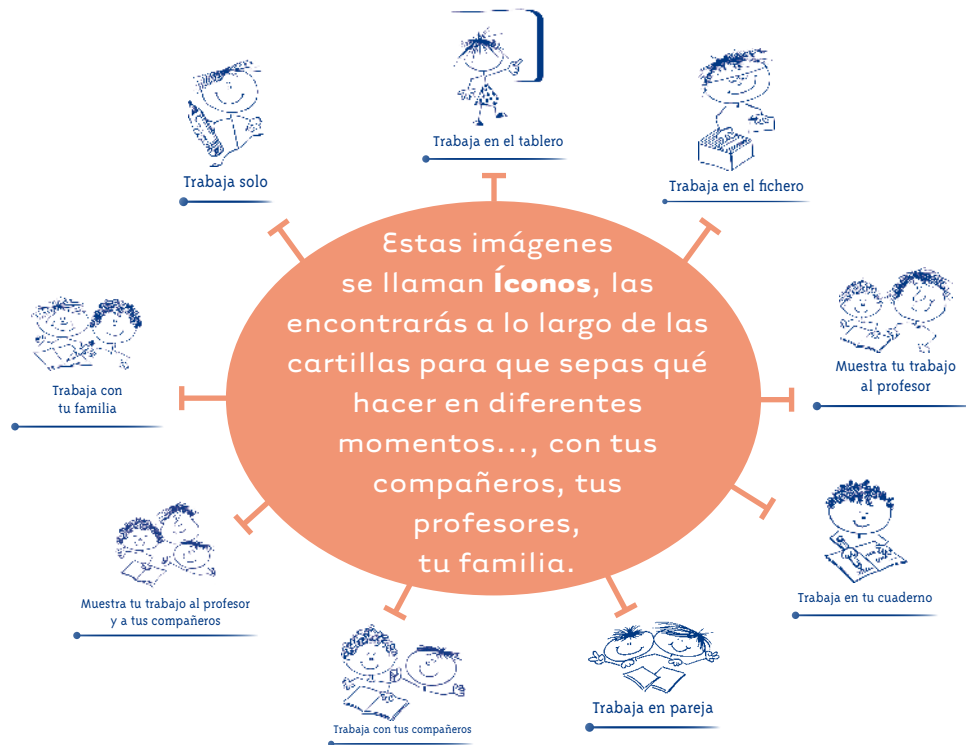 Trabaja en el tablero
Trabaja solo
Trabaja en el fichero
Estas imágenes
se llaman Íconos, las
encontrarás a lo largo de las
cartillas para que sepas qué
hacer en diferentes
momentos..., con tus
compañeros, tus
profesores,
tu familia.
Muestra tu trabajo
al profesor
Trabaja con
tu familia
Trabaja en tu cuaderno
Muestra tu trabajo al profesor
y a tus compañeros
Trabaja en pareja
Trabaja con tus compañeros